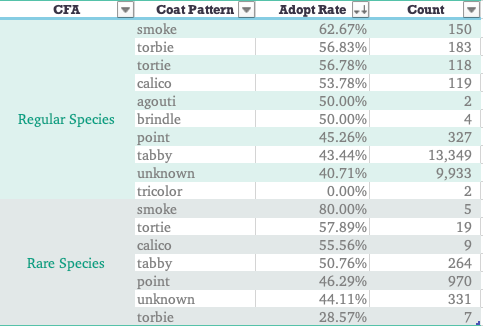 CFA Coat Pattern Adopt Rate Count
smoke 62.67% 150
torbie 56.83% 183
tortie 56.78% 118
calico 53.78% 119
agouti 50.00% 2
brindle 50.00% 4
Regular Species point 45.26% 327
tabby 43.44% 13,349
unknown 40.71% 9,933
tricolor 0.00% 2
smoke 80.00% 5
tortie 57.89% 19
calico 55.56% 9
Rare Species tabby 50.76% 264
point 46.29% 970
unknown 44.11% 331
torbie 28.57% 7